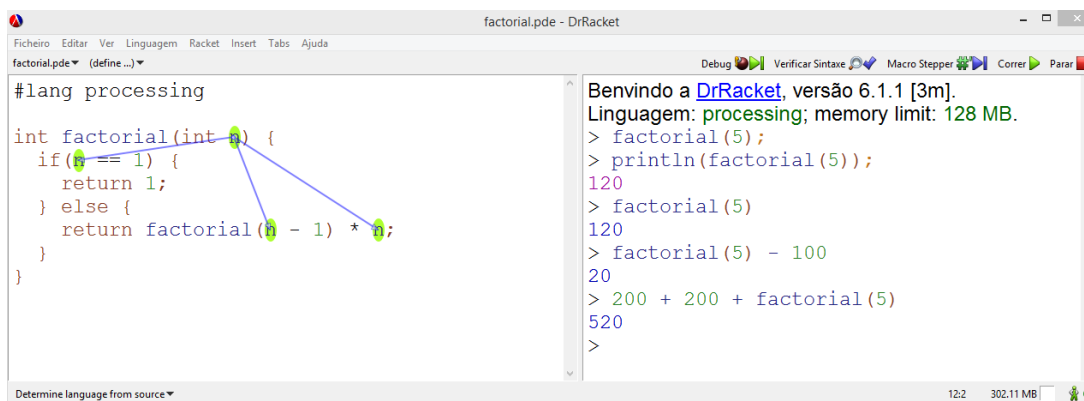 factorial.pde - DrRacket
Ficheiro Editar Ver Linguagem Racket Insert Tabs Ajuda
factorial.pde (define ...) Debug Verificar Sintaxe Macro Stepper Correr Parar
#lang processing
int factorial(int n) {
  if(n == 1) {
    return 1;
  } else {
    return factorial(n - 1) * n;
  }
}
Benvindo a DrRacket, versão 6.1.1 [3m].
Linguagem: processing; memory limit: 128 MB.
> factorial(5);
> println(factorial(5));
120
> factorial(5)
120
> factorial(5) - 100
20
> 200 + 200 + factorial(5)
520
>
Determine language from source 12:2 302.11 MB